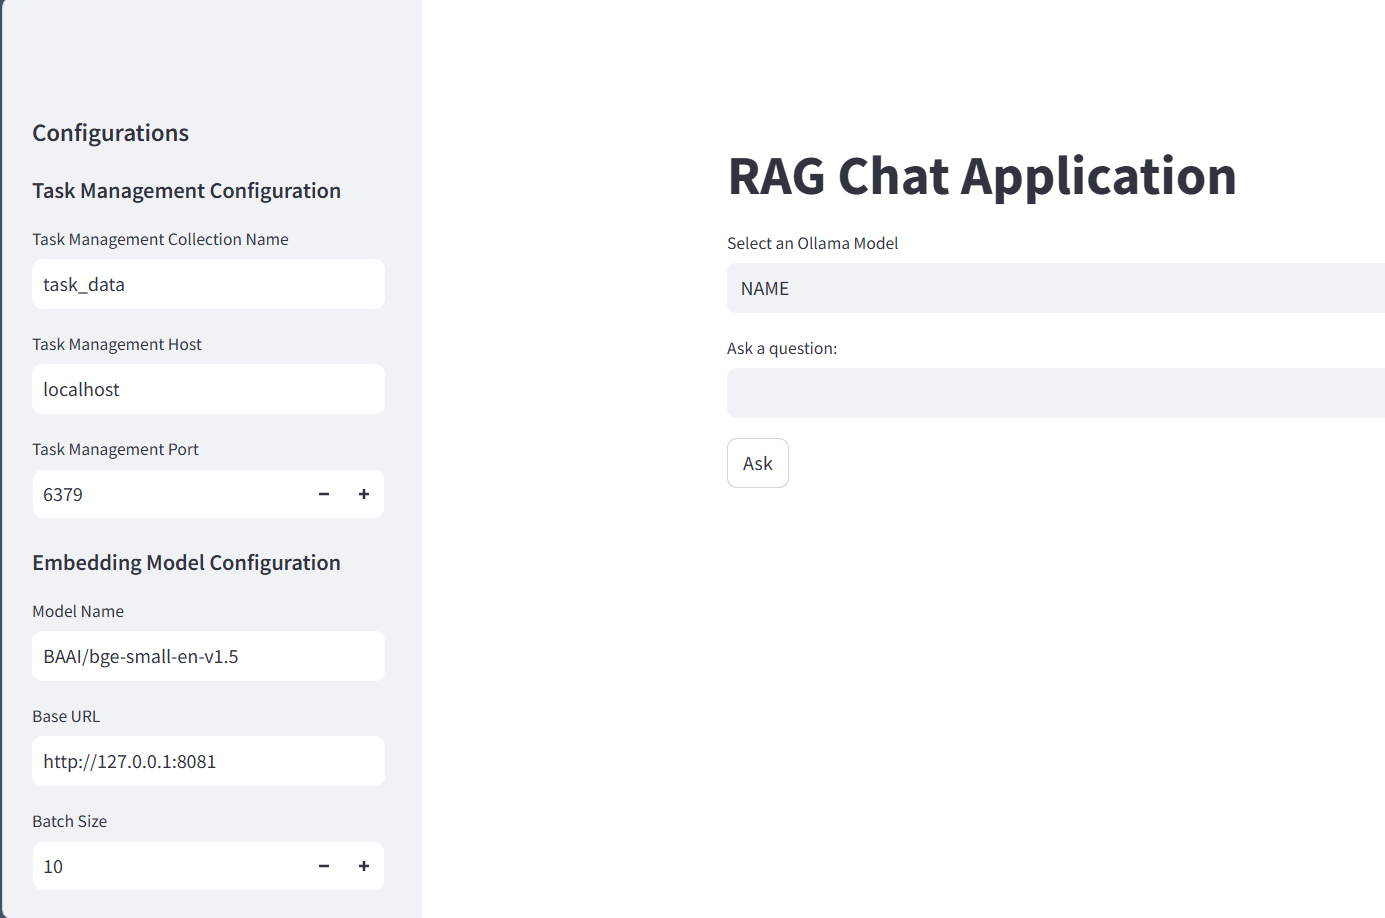 Configurations
Task Management Configuration
Task Management Collection Name
task_data
Task Management Host
localhost
Task Management Port
6379
Embedding Model Configuration
Model Name
BAAI/bge-small-en-v1.5
Base URL
http://127.0.0.1:8081
Batch Size
10
RAG Chat Application
Select an Ollama Model
NAME
Ask a question:
Ask